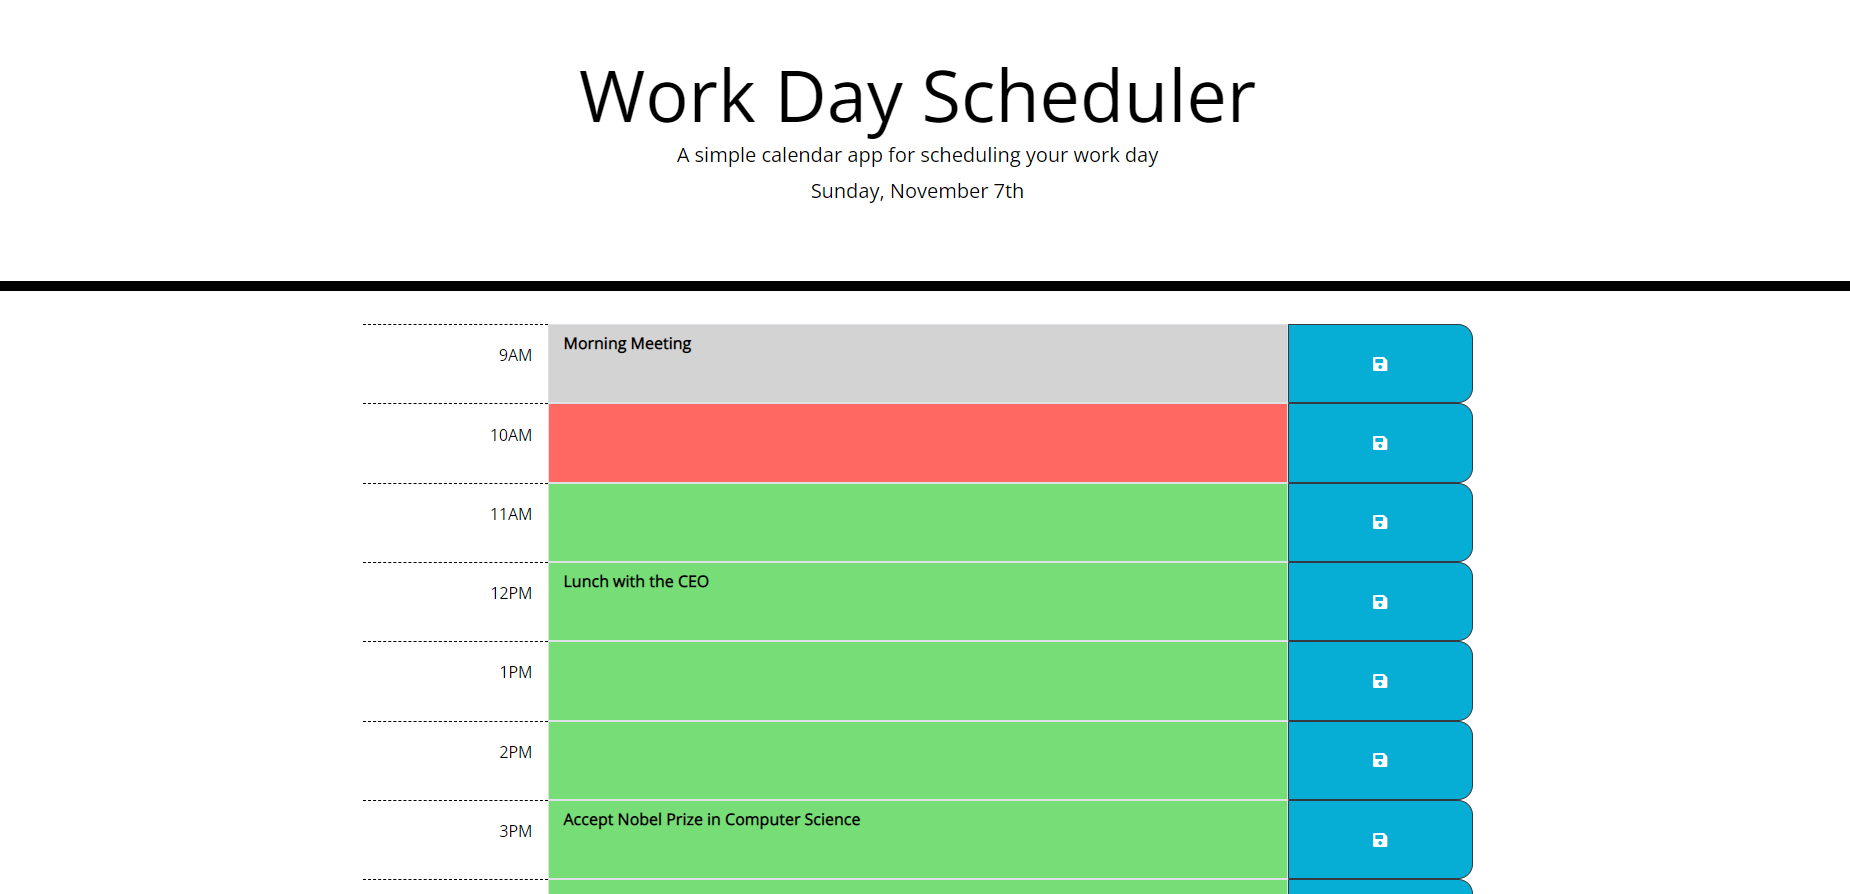 Work Day Scheduler
A simple calendar app for scheduling your work day
Sunday, November 7th
9AM
Morning Meeting
10AM
11AM
12PM
Lunch with the CEO
1PM
2PM
3PM
Accept Nobel Prize in Computer Science